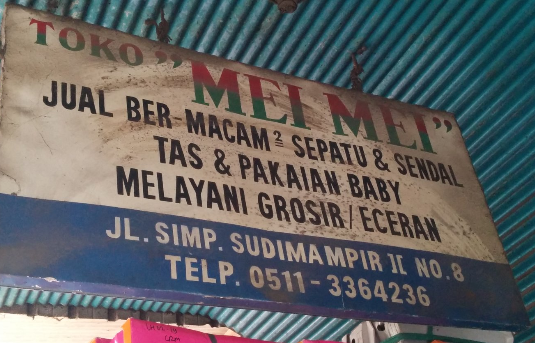 TOKO "MEI MEI"
JUAL BER-MACAM² SEPATU & SENDAL
TAS & PAKAIAN BABY
MELAYANI GROSIR/ECERAN
JL. SIMP. SUDIMAMPIR II NO. 8
TELP. 0511-3364236